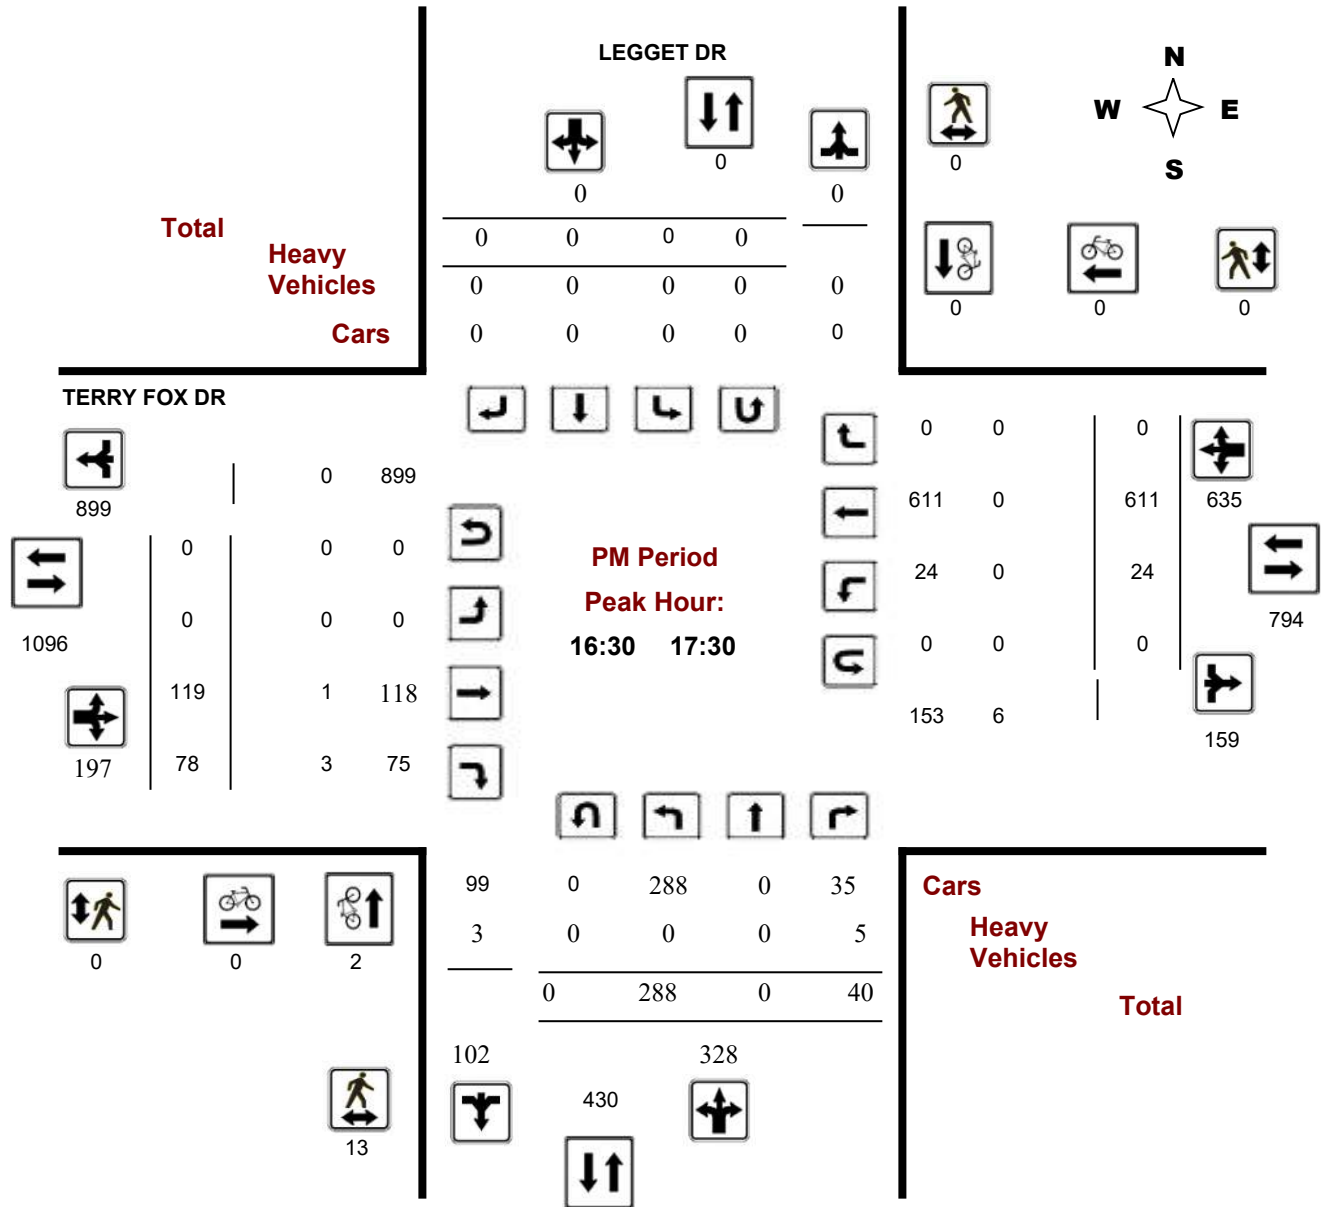 LEGGET DR
N
W E
S
0
0
0 0
0
Total
0 0 0 0
Heavy
Vehicles
0 0 0 0 0
Cars
0 0 0 0 0
0 0 0
TERRY FOX DR
0 0 0
0 899
899
611 0 611 635
0 0 0
PM Period
24 0 24
Peak Hour:
0 0 0
794
1096
16:30 17:30
0 0 0
119 1 118
153 6
159
197 78 3 75
99 0 288 0 35
Cars
3 0 0 0 5
Heavy
Vehicles
0 0 2
0 288 0 40
Total
102 328
430
13